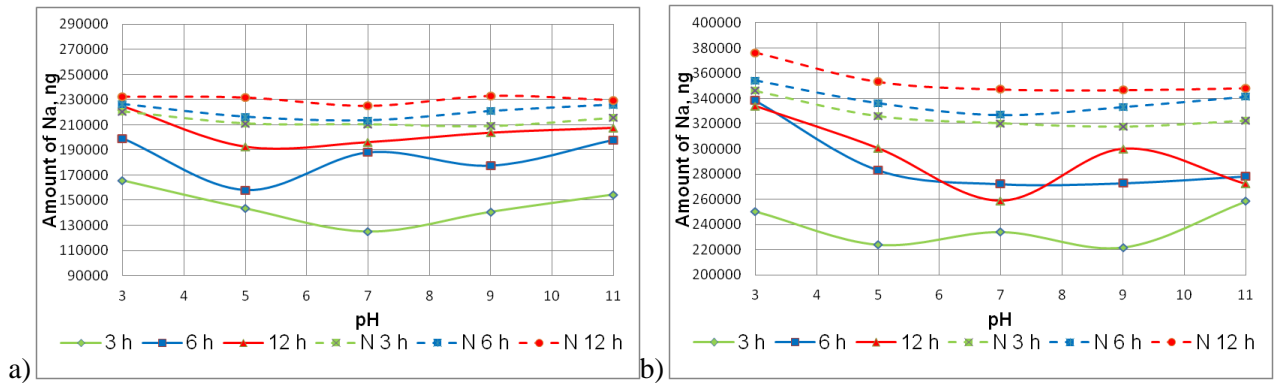 Amount of Na, ng
290000
270000
250000
230000
210000
190000
170000
150000
130000
110000
90000
3 4 5 6 7 8 9 10 11
pH
3 h 6 h 12 h N 3 h N 6 h N 12 h
a)
Amount of Na, ng
400000
380000
360000
340000
320000
300000
280000
260000
240000
220000
200000
3 4 5 6 7 8 9 10 11
pH
3 h 6 h 12 h N 3 h N 6 h N 12 h
b)